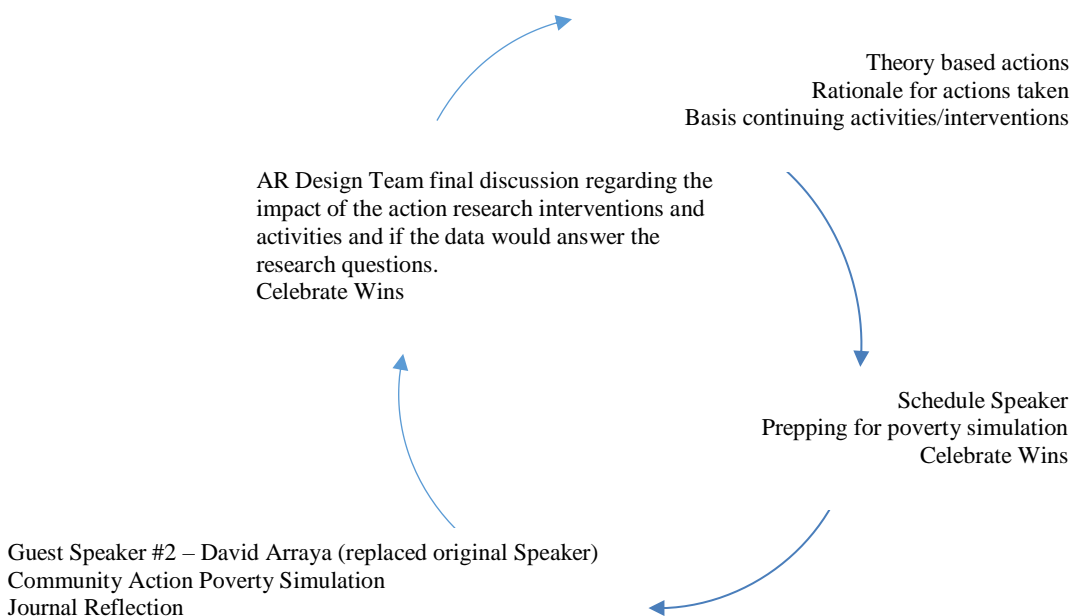 Theory based actions
Rationale for actions taken
Basis continuing activities/interventions
AR Design Team final discussion regarding the
impact of the action research interventions and
activities and if the data would answer the
research questions.
Celebrate Wins
Schedule Speaker
Prepping for poverty simulation
Celebrate Wins
Guest Speaker #2 – David Arraya (replaced original Speaker)
Community Action Poverty Simulation
Journal Reflection